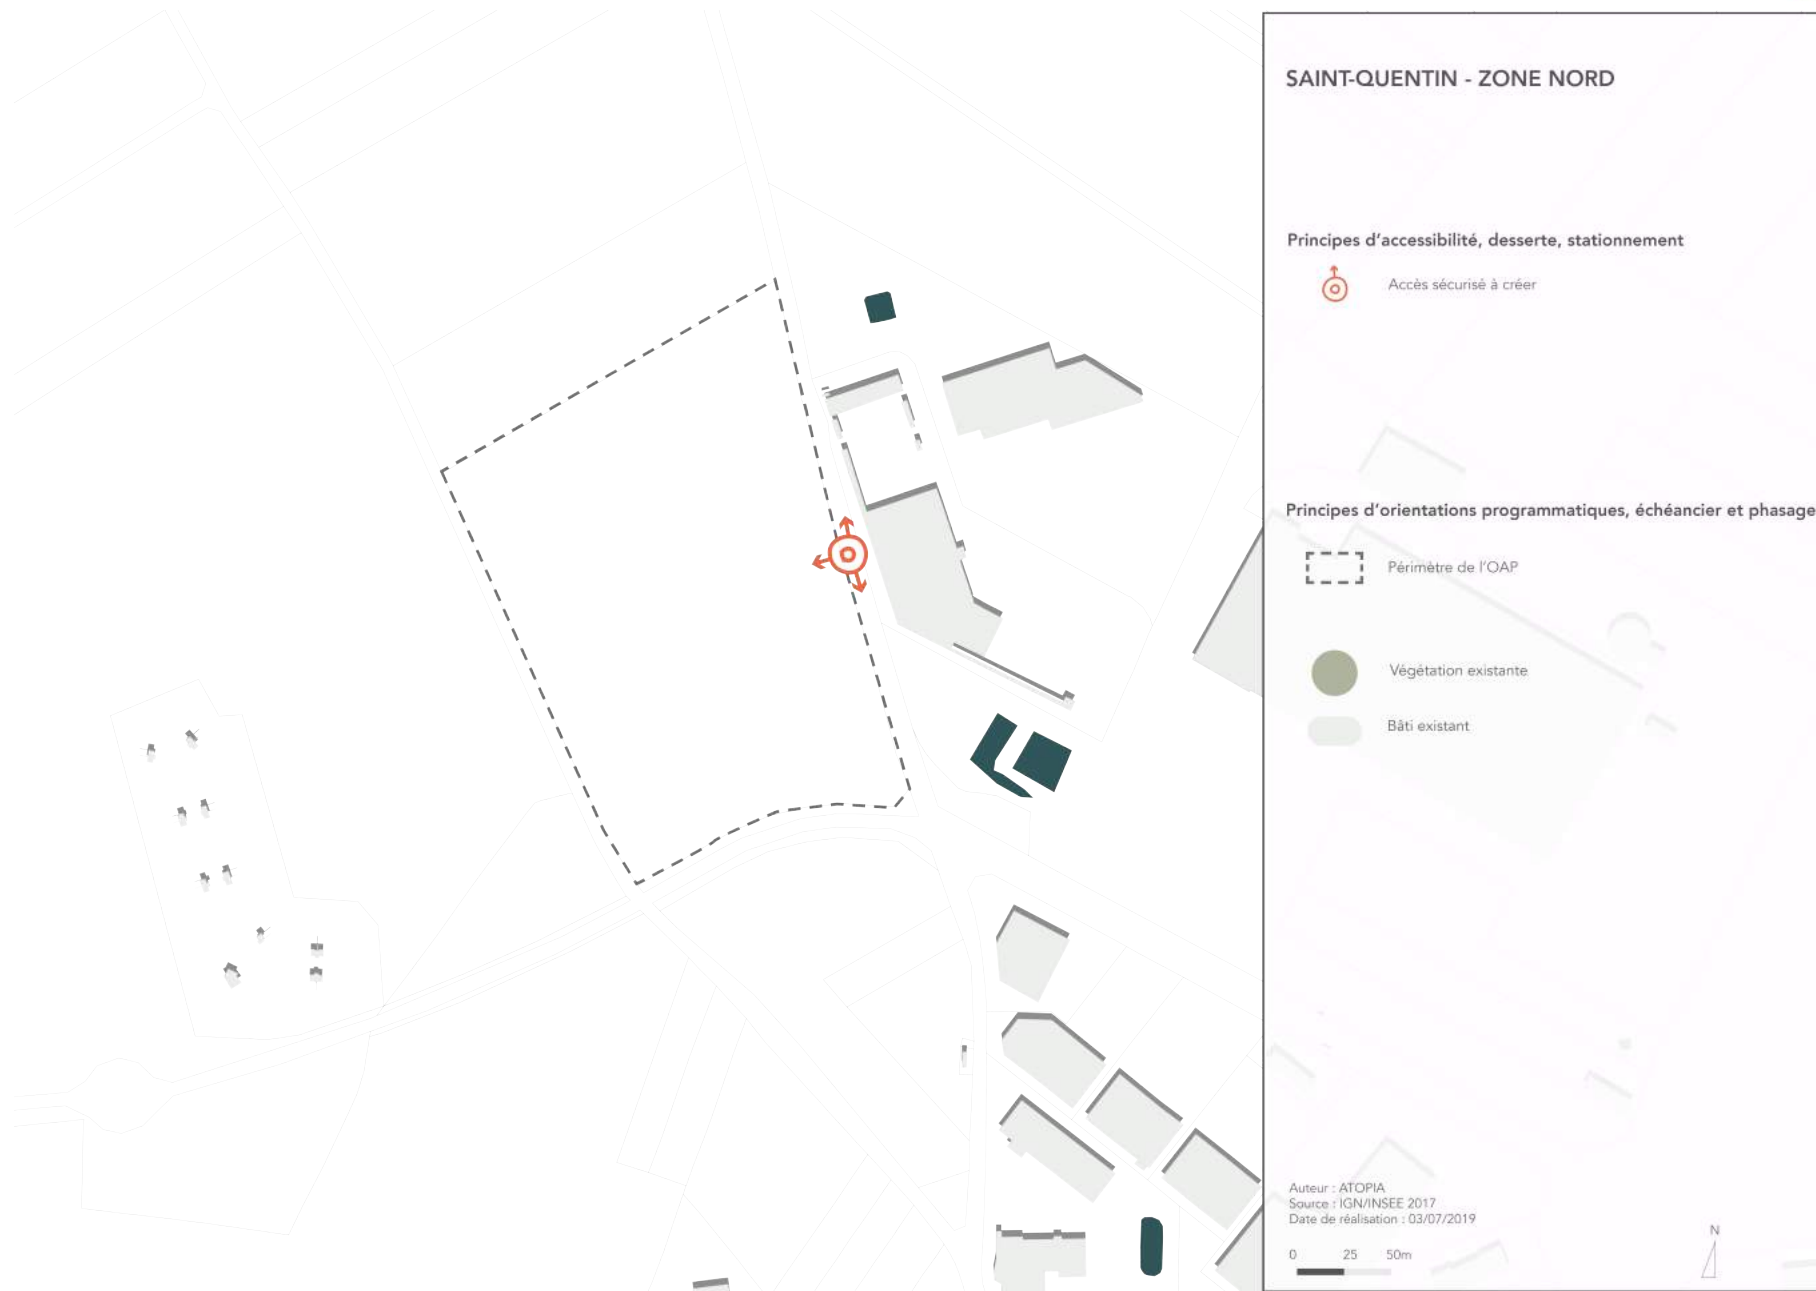 SAINT-QUENTIN - ZONE NORD
Principes d'accessibilité, desserte, stationnement
Accès sécurisé à créer
Principes d'orientations programmatiques, échéancier et phasage
Périmètre de l'OAP
Végétation existante
Bâti existant
Auteur : ATOPIA
Source : IGN/INSEE 2017
Date de réalisation : 03/07/2019
N
0 25 50m